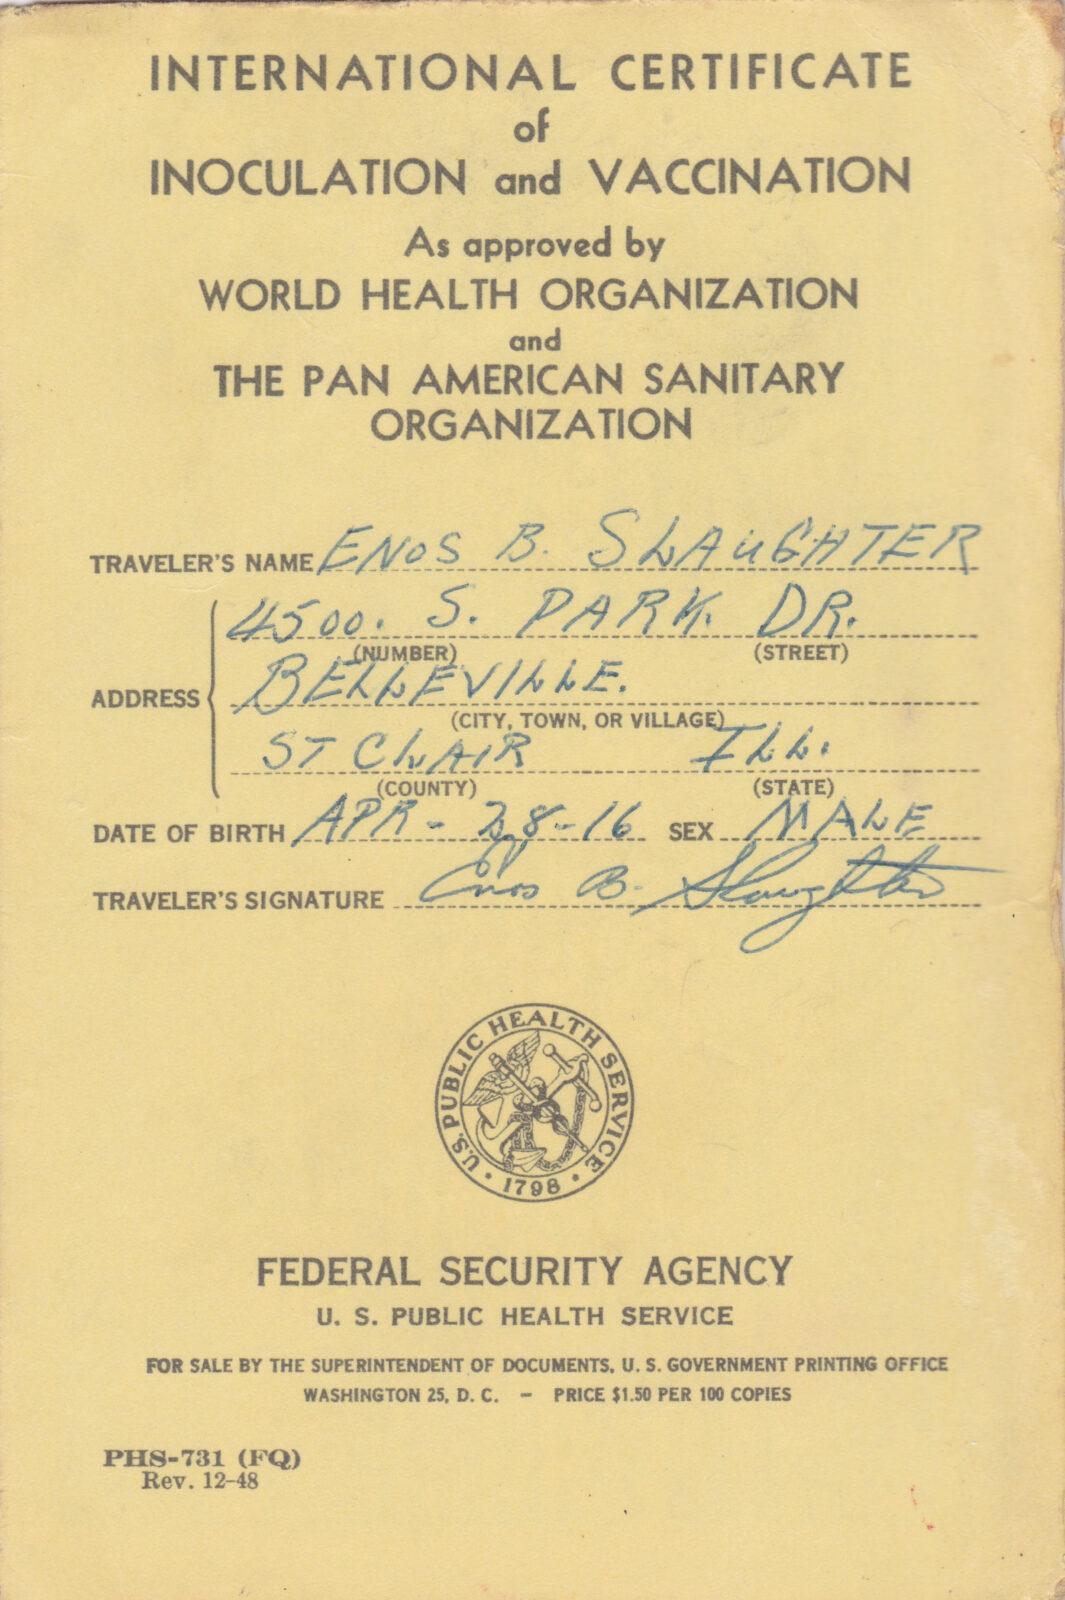 INTERNATIONAL CERTIFICATE
of
INOCULATION and VACCINATION
As approved by
WORLD HEALTH ORGANIZATION
and
THE PAN AMERICAN SANITARY
ORGANIZATION
TRAVELER'S NAME ENOS B. SLAUGHTER
4500. S. PARK. DR.
(NUMBER) (STREET)
ADDRESS BELLEVILLE.
(CITY, TOWN, OR VILLAGE)
ST CLAIR ILL.
(COUNTY) (STATE)
DATE OF BIRTH APR - 28-16 SEX MALE
TRAVELER'S SIGNATURE Enos B. Slaughter
U.S. PUBLIC HEALTH SERVICE
• 1798 •
FEDERAL SECURITY AGENCY
U. S. PUBLIC HEALTH SERVICE
FOR SALE BY THE SUPERINTENDENT OF DOCUMENTS, U. S. GOVERNMENT PRINTING OFFICE
WASHINGTON 25, D. C. – PRICE $1.50 PER 100 COPIES
PHS-731 (FQ)
Rev. 12-48